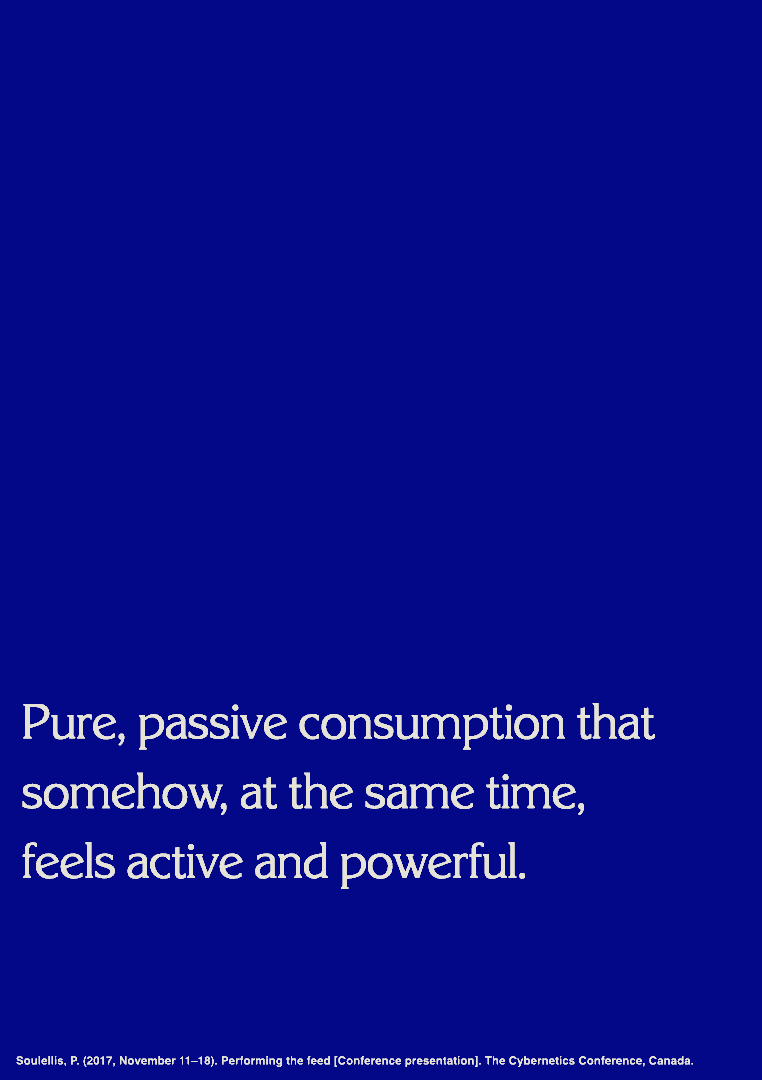 Pure, passive consumption that
somehow, at the same time,
feels active and powerful.
Soulellis, P. (2017, November 11–18). Performing the feed [Conference presentation]. The Cybernetics Conference, Canada.